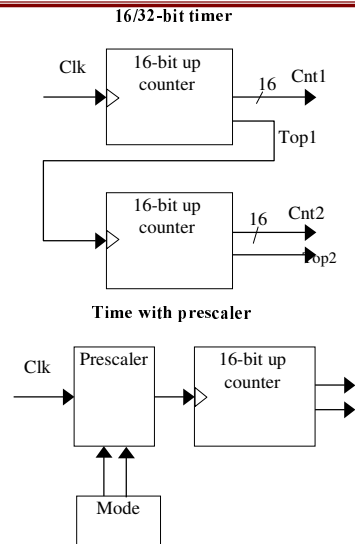 16/32-bit timer
Clk
16-bit up
counter
16
Cnt1
Top1
16-bit up
counter
16
Cnt2
Top2
Time with prescaler
Clk
Prescaler
16-bit up
counter
Mode